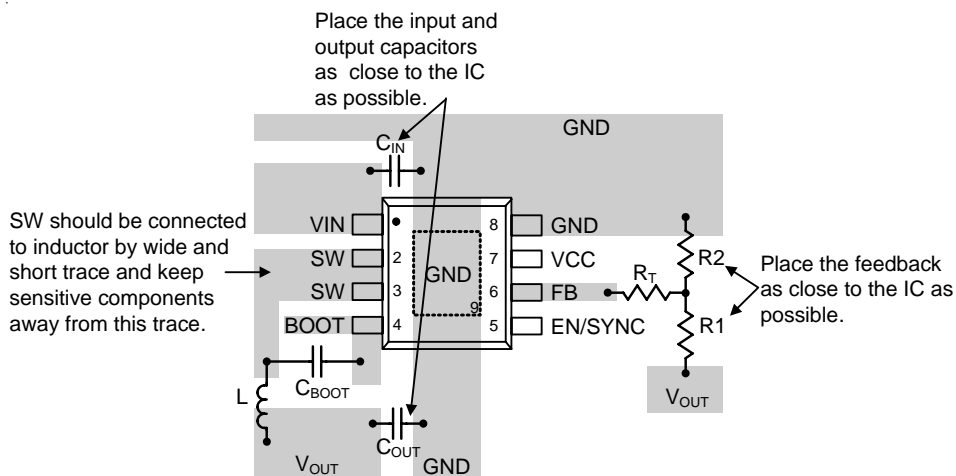 Place the input and
output capacitors
as close to the IC
as possible.
GND
CIN
SW should be connected
to inductor by wide and
short trace and keep
sensitive components
away from this trace.
VIN
SW
SW
BOOT
2
3
4
GND
9
8
7
6
5
GND
VCC
FB
EN/SYNC
RT
R2
R1
Place the feedback
as close to the IC as
possible.
VOUT
CBOOT
L
COUT
VOUT
GND